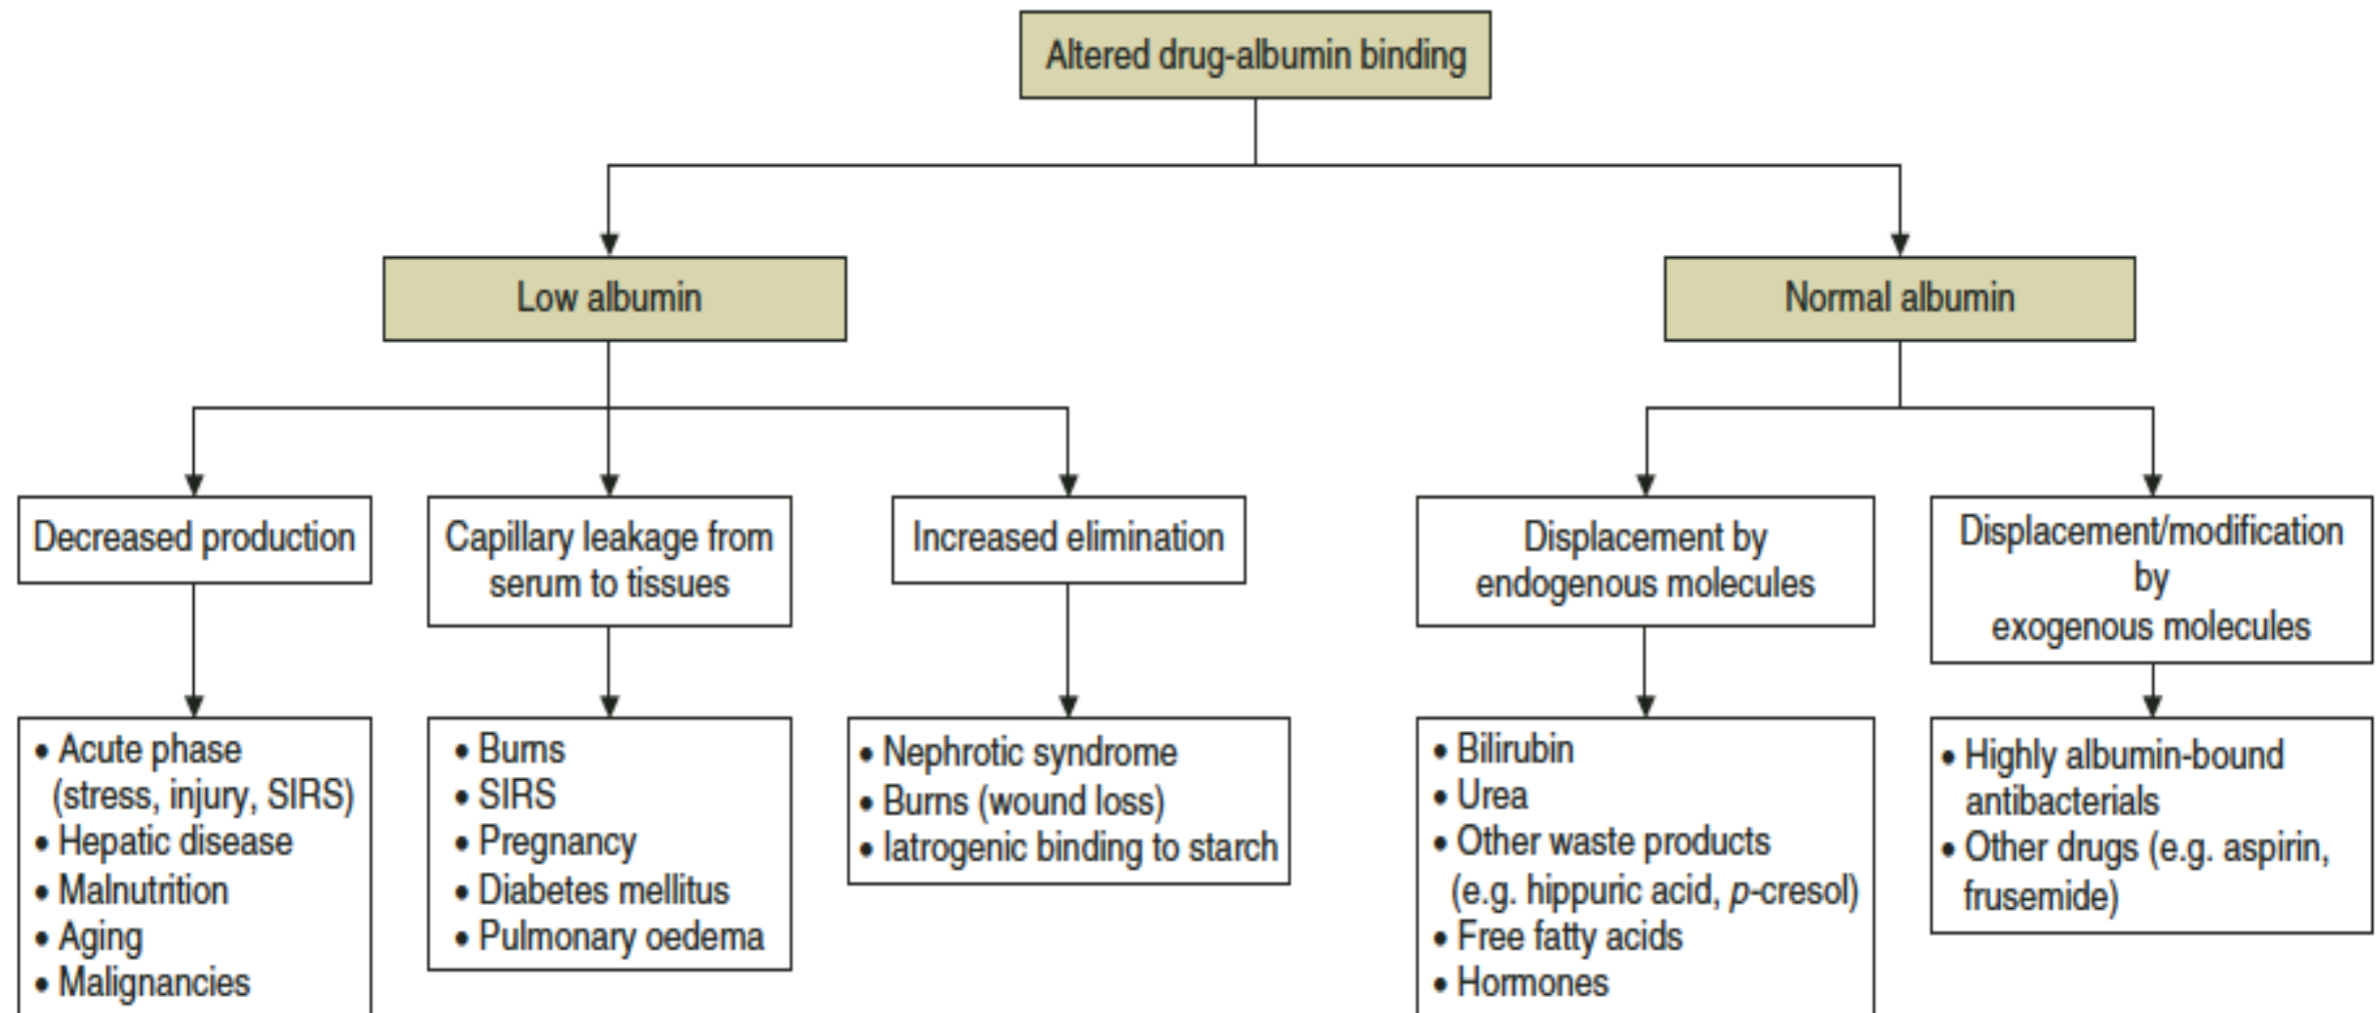 Altered drug-albumin binding
Low albumin
Normal albumin
Decreased production
Capillary leakage from
serum to tissues
Increased elimination
Displacement by
endogenous molecules
Displacement/modification
by
exogenous molecules
• Acute phase
(stress, injury, SIRS)
• Hepatic disease
• Malnutrition
• Aging
• Malignancies
• Burns
• SIRS
• Pregnancy
• Diabetes mellitus
• Pulmonary oedema
• Nephrotic syndrome
• Burns (wound loss)
• Iatrogenic binding to starch
• Bilirubin
• Urea
• Other waste products
(e.g. hippuric acid, p-cresol)
• Free fatty acids
• Hormones
• Highly albumin-bound
antibacterials
• Other drugs (e.g. aspirin,
frusemide)